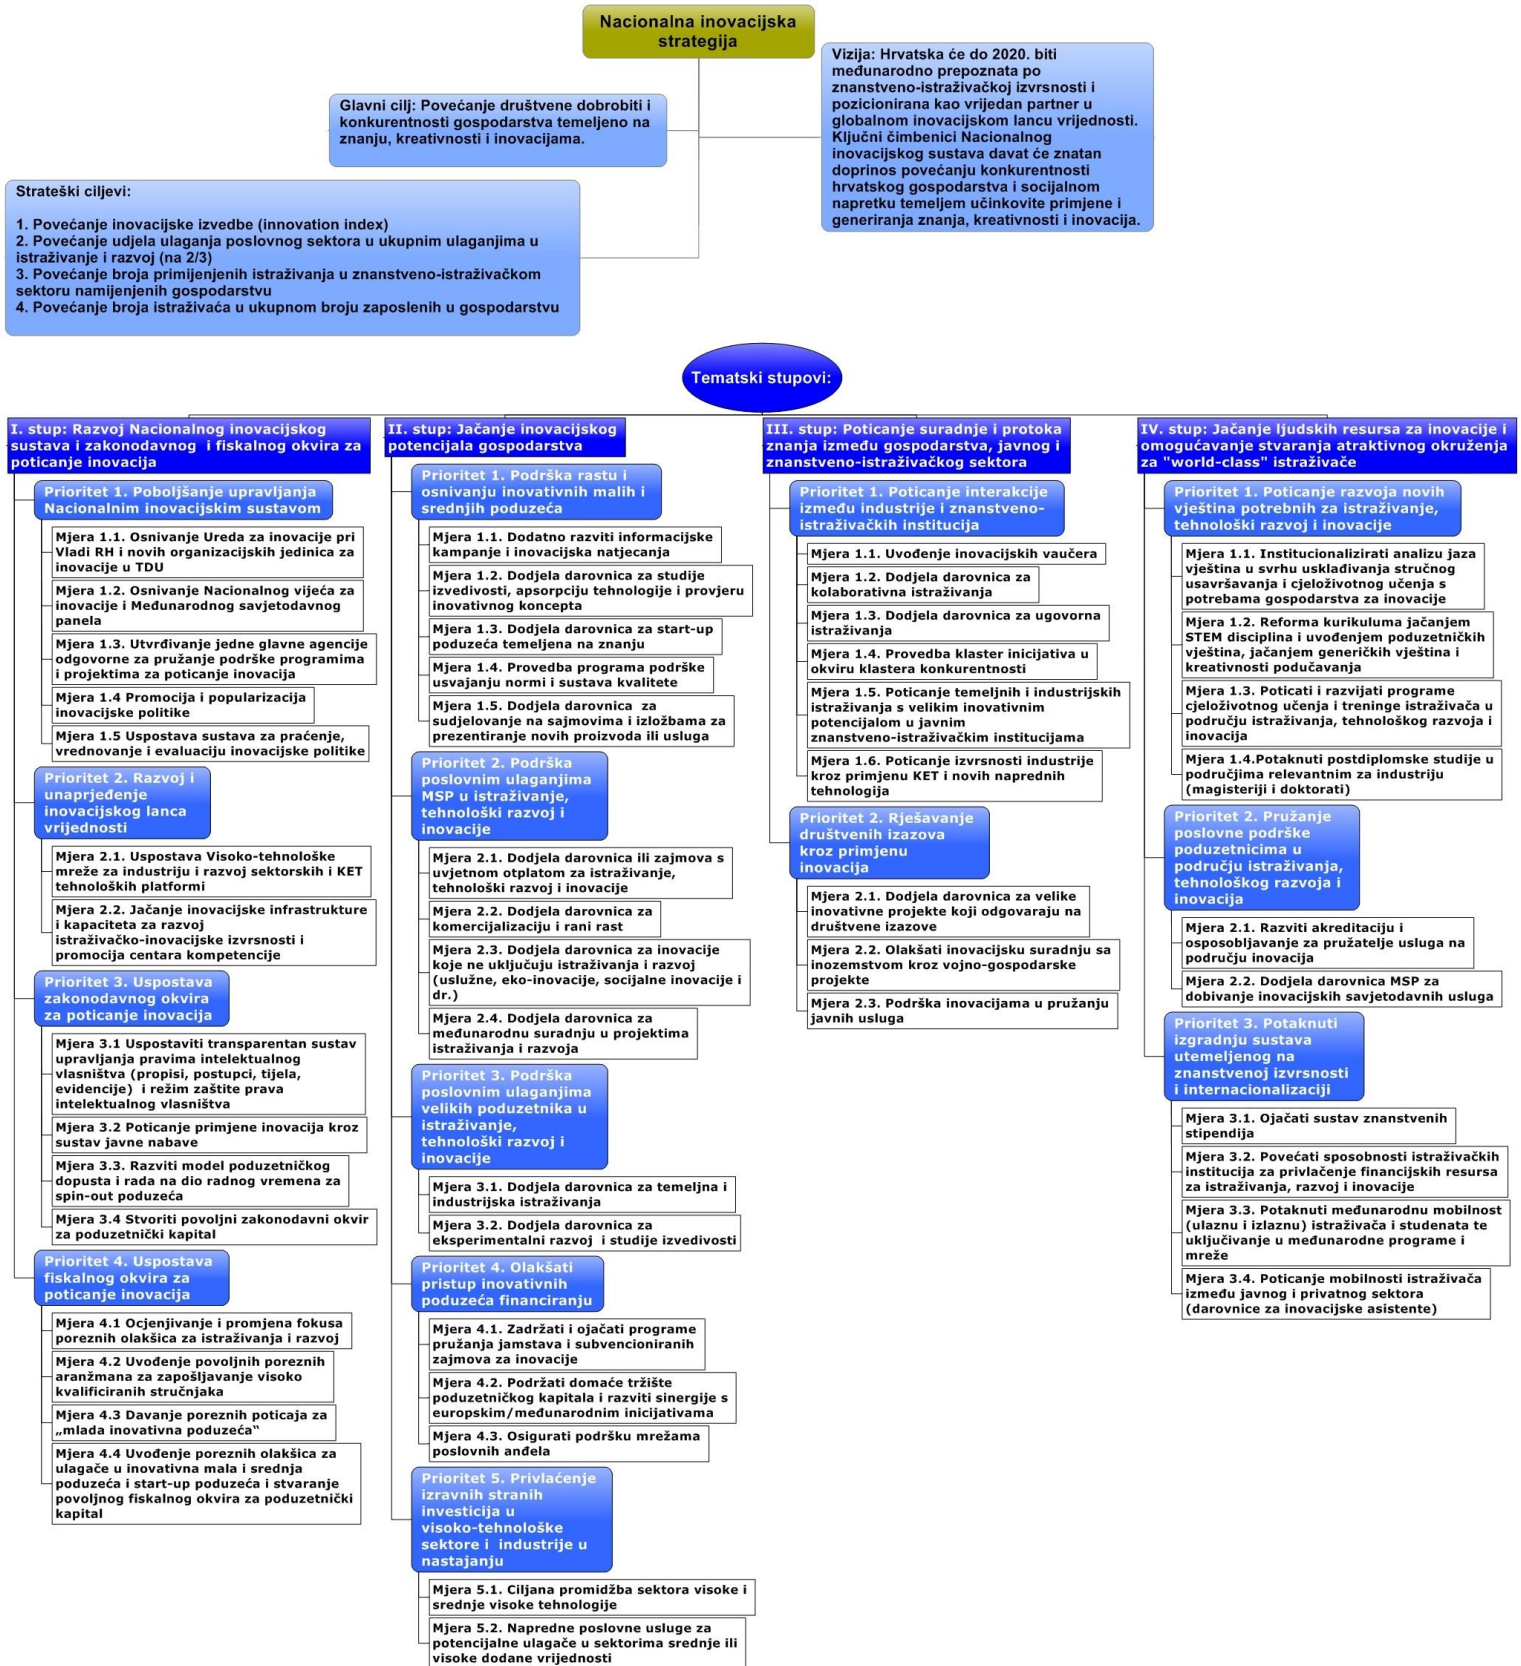 Nacionalna inovacijska
strategija
Vizija: Hrvatska će do 2020. biti
međunarodno prepoznata po
znanstveno-istraživačkoj izvrsnosti i
pozicionirana kao vrijedan partner u
globalnom inovacijskom lancu vrijednosti.
Ključni čimbenici Nacionalnog
inovacijskog sustava davat će znatan
doprinos povećanju konkurentnosti
hrvatskog gospodarstva i socijalnom
napretku temeljem učinkovite primjene i
generiranja znanja, kreativnosti i inovacija.
Glavni cilj: Povećanje društvene dobrobiti i
konkurentnosti gospodarstva temeljeno na
znanju, kreativnosti i inovacijama.
Strateški ciljevi:
1. Povećanje inovacijske izvedbe (innovation index)
2. Povećanje udjela ulaganja poslovnog sektora u ukupnim ulaganjima u
istraživanje i razvoj (na 2/3)
3. Povećanje broja primijenjenih istraživanja u znanstveno-istraživačkom
sektoru namijenjenih gospodarstvu
4. Povećanje broja istraživaća u ukupnom broju zaposlenih u gospodarstvu
Tematski stupovi:
I. stup: Razvoj Nacionalnog inovacijskog
sustava i zakonodavnog i fiskalnog okvira za
poticanje inovacija
Prioritet 1. Poboljšanje upravljanja
Nacionalnim inovacijskim sustavom
Mjera 1.1. Osnivanje Ureda za inovacije pri
Vladi RH i novih organizacijskih jedinica za
inovacije u TDU
Mjera 1.2. Osnivanje Nacionalnog vijeća za
inovacije i Međunarodnog savjetodavnog
panela
Mjera 1.3. Utvrđivanje jedne glavne agencije
odgovorne za pružanje podrške programima
i projektima za poticanje inovacija
Mjera 1.4 Promocija i popularizacija
inovacijske politike
Mjera 1.5 Uspostava sustava za praćenje,
vrednovanje i evaluaciju inovacijske politike
Prioritet 2. Razvoj i
unaprjeđenje
inovacijskog lanca
vrijednosti
Mjera 2.1. Uspostava Visoko-tehnološke
mreže za industriju i razvoj sektorskih i KET
tehnoloških platformi
Mjera 2.2. Jačanje inovacijske infrastrukture
i kapaciteta za razvoj
istraživačko-inovacijske izvrsnosti i
promocija centara kompetencije
Prioritet 3. Uspostava
zakonodavnog okvira
za poticanje inovacija
Mjera 3.1 Uspostaviti transparentan sustav
upravljanja pravima intelektualnog
vlasništva (propisi, postupci, tijela,
evidencije) i režim zaštite prava
intelektualnog vlasništva
Mjera 3.2 Poticanje primjene inovacija kroz
sustav javne nabave
Mjera 3.3. Razviti model poduzetničkog
dopusta i rada na dio radnog vremena za
spin-out poduzeća
Mjera 3.4 Stvoriti povoljni zakonodavni okvir
za poduzetnički kapital
Prioritet 4. Uspostava
fiskalnog okvira za
poticanje inovacija
Mjera 4.1 Ocjenjivanje i promjena fokusa
poreznih olakšica za istraživanja i razvoj
Mjera 4.2 Uvođenje povoljnih poreznih
aranžmana za zapošljavanje visoko
kvalificiranih stručnjaka
Mjera 4.3 Davanje poreznih poticaja za
„mlada inovativna poduzeća“
Mjera 4.4 Uvođenje poreznih olakšica za
ulagače u inovativna mala i srednja
poduzeća i start-up poduzeća i stvaranje
povoljnog fiskalnog okvira za poduzetnički
kapital
II. stup: Jačanje inovacijskog
potencijala gospodarstva
Prioritet 1. Podrška rastu i
osnivanju inovativnih malih i
srednjih poduzeća
Mjera 1.1. Dodatno razviti informacijske
kampanje i inovacijska natjecanja
Mjera 1.2. Dodjela darovnica za studije
izvedivosti, apsorpciju tehnologije i provjeru
inovativnog koncepta
Mjera 1.3. Dodjela darovnica za start-up
poduzeća temeljena na znanju
Mjera 1.4. Provedba programa podrške
usvajanju normi i sustava kvalitete
Mjera 1.5. Dodjela darovnica za
sudjelovanje na sajmovima i izložbama za
prezentiranje novih proizvoda ili usluga
Prioritet 2. Podrška
poslovnim ulaganjima
MSP u istraživanje,
tehnološki razvoj i
inovacije
Mjera 2.1. Dodjela darovnica ili zajmova s
uvjetnom otplatom za istraživanje,
tehnološki razvoj i inovacije
Mjera 2.2. Dodjela darovnica za
komercijalizaciju i rani rast
Mjera 2.3. Dodjela darovnica za inovacije
koje ne uključuju istraživanja i razvoj
(uslužne, eko-inovacije, socijalne inovacije i
dr.)
Mjera 2.4. Dodjela darovnica za
međunarodnu suradnju u projektima
istraživanja i razvoja
Prioritet 3. Podrška
poslovnim ulaganjima
velikih poduzetnika u
istraživanje,
tehnološki razvoj i
inovacije
Mjera 3.1. Dodjela darovnica za temeljna i
industrijska istraživanja
Mjera 3.2. Dodjela darovnica za
eksperimentalni razvoj i studije izvedivosti
Prioritet 4. Olakšati
pristup inovativnih
poduzeća financiranju
Mjera 4.1. Zadržati i ojačati programe
pružanja jamstava i subvencioniranih
zajmova za inovacije
Mjera 4.2. Podržati domaće tržište
poduzetničkog kapitala i razviti sinergije s
europskim/međunarodnim inicijativama
Mjera 4.3. Osigurati podršku mrežama
poslovnih anđela
Prioritet 5. Privlaćenje
izravnih stranih
investicija u
visoko-tehnološke
sektore i industrije u
nastajanju
Mjera 5.1. Ciljana promidžba sektora visoke i
srednje visoke tehnologije
Mjera 5.2. Napredne poslovne usluge za
potencijalne ulagače u sektorima srednje ili
visoke dodane vrijednosti
III. stup: Poticanje suradnje i protoka
znanja između gospodarstva, javnog i
znanstveno-istraživačkog sektora
Prioritet 1. Poticanje interakcije
između industrije i znanstveno-
istraživačkih institucija
Mjera 1.1. Uvođenje inovacijskih vaučera
Mjera 1.2. Dodjela darovnica za
kolaborativna istraživanja
Mjera 1.3. Dodjela darovnica za ugovorna
istraživanja
Mjera 1.4. Provedba klaster inicijativa u
okviru klastera konkurentnosti
Mjera 1.5. Poticanje temeljnih i industrijskih
istraživanja s velikim inovativnim
potencijalom u javnim
znanstveno-istraživačkim institucijama
Mjera 1.6. Poticanje izvrsnosti industrije
kroz primjenu KET i novih naprednih
tehnologija
Prioritet 2. Rješavanje
društvenih izazova
kroz primjenu
inovacija
Mjera 2.1. Dodjela darovnica za velike
inovativne projekte koji odgovaraju na
društvene izazove
Mjera 2.2. Olakšati inovacijsku suradnju sa
inozemstvom kroz vojno-gospodarske
projekte
Mjera 2.3. Podrška inovacijama u pružanju
javnih usluga
IV. stup: Jačanje ljudskih resursa za inovacije i
omogućavanje stvaranja atraktivnog okruženja
za "world-class" istraživače
Prioritet 1. Poticanje razvoja novih
vještina potrebnih za istraživanje,
tehnološki razvoj i inovacije
Mjera 1.1. Institucionalizirati analizu jaza
vještina u svrhu usklađivanja stručnog
usavršavanja i cjeloživotnog učenja s
potrebama gospodarstva za inovacije
Mjera 1.2. Reforma kurikuluma jačanjem
STEM disciplina i uvođenjem poduzetničkih
vještina, jačanjem generičkih vještina i
kreativnosti podučavanja
Mjera 1.3. Poticati i razvijati programe
cjeloživotnog učenja i treninge istraživača u
području istraživanja, tehnološkog razvoja i
inovacija
Mjera 1.4.Potaknuti postdiplomske studije u
područjima relevantnim za industriju
(magisteriji i doktorati)
Prioritet 2. Pružanje
poslovne podrške
poduzetnicima u
području istraživanja,
tehnološkog razvoja i
inovacija
Mjera 2.1. Razviti akreditaciju i
osposobljavanje za pružatelje usluga na
području inovacija
Mjera 2.2. Dodjela darovnica MSP za
dobivanje inovacijskih savjetodavnih usluga
Prioritet 3. Potaknuti
izgradnju sustava
utemeljenog na
znanstvenoj izvrsnosti
i internacionalizaciji
Mjera 3.1. Ojačati sustav znanstvenih
stipendija
Mjera 3.2. Povećati sposobnosti istraživačkih
institucija za privlačenje financijskih resursa
za istraživanja, razvoj i inovacije
Mjera 3.3. Potaknuti međunarodnu mobilnost
(ulaznu i izlaznu) istraživača i studenata te
uključivanje u međunarodne programe i
mreže
Mjera 3.4. Poticanje mobilnosti istraživača
između javnog i privatnog sektora
(darovnice za inovacijske asistente)